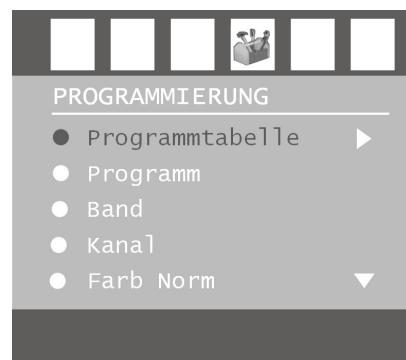 PROGRAMMIERUNG
Programmtabelle
Programm
Band
Kanal
Farb Norm